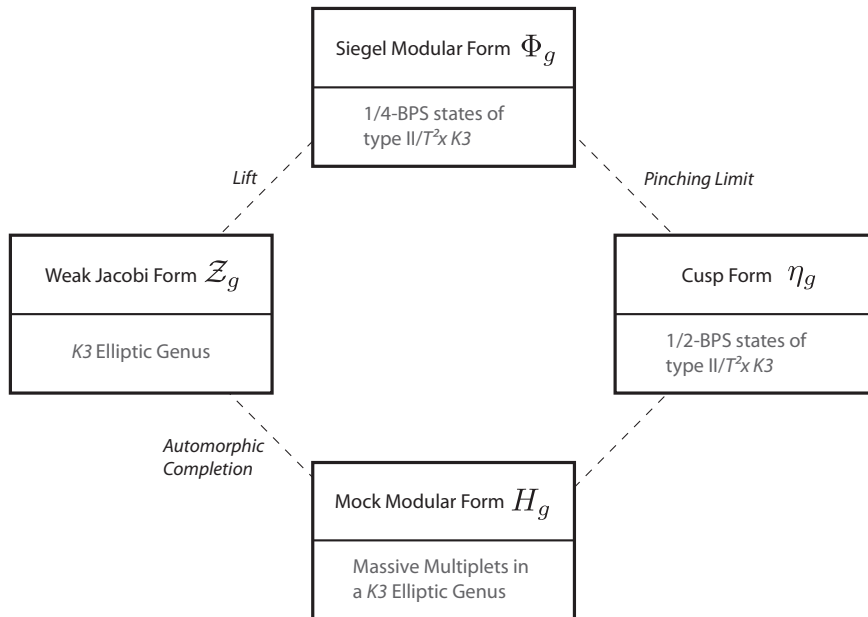 Siegel Modular Form Φ_g
1/4-BPS states of
type II/T²x K3
Lift
Pinching Limit
Weak Jacobi Form 𝒵_g
K3 Elliptic Genus
Cusp Form η_g
1/2-BPS states of
type II/T²x K3
Automorphic
Completion
Mock Modular Form H_g
Massive Multiplets in
a K3 Elliptic Genus